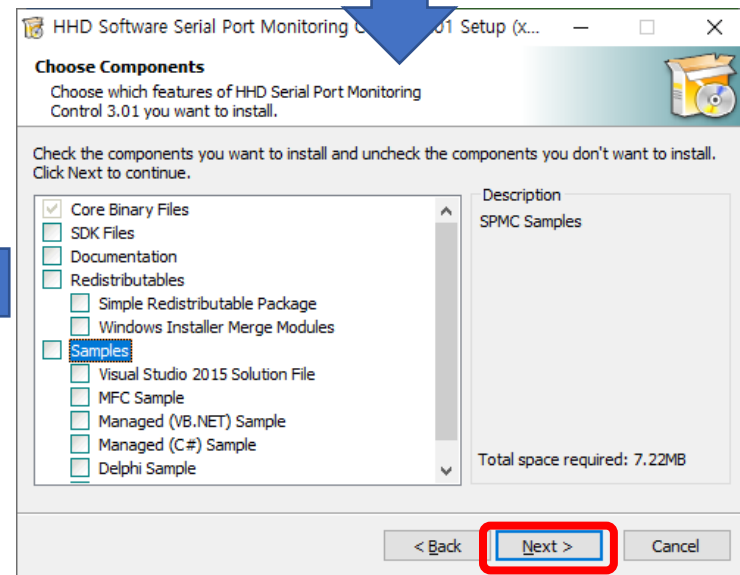 HHD Software Serial Port Monitoring C 01 Setup (x...
Choose Components
Choose which features of HHD Serial Port Monitoring
Control 3.01 you want to install.
Check the components you want to install and uncheck the components you don't want to install.
Click Next to continue.
Core Binary Files
SDK Files
Documentation
Redistributables
Simple Redistributable Package
Windows Installer Merge Modules
Samples
Visual Studio 2015 Solution File
MFC Sample
Managed (VB.NET) Sample
Managed (C#) Sample
Delphi Sample
Description
SPMC Samples
Total space required: 7.22MB
< Back
Next >
Cancel